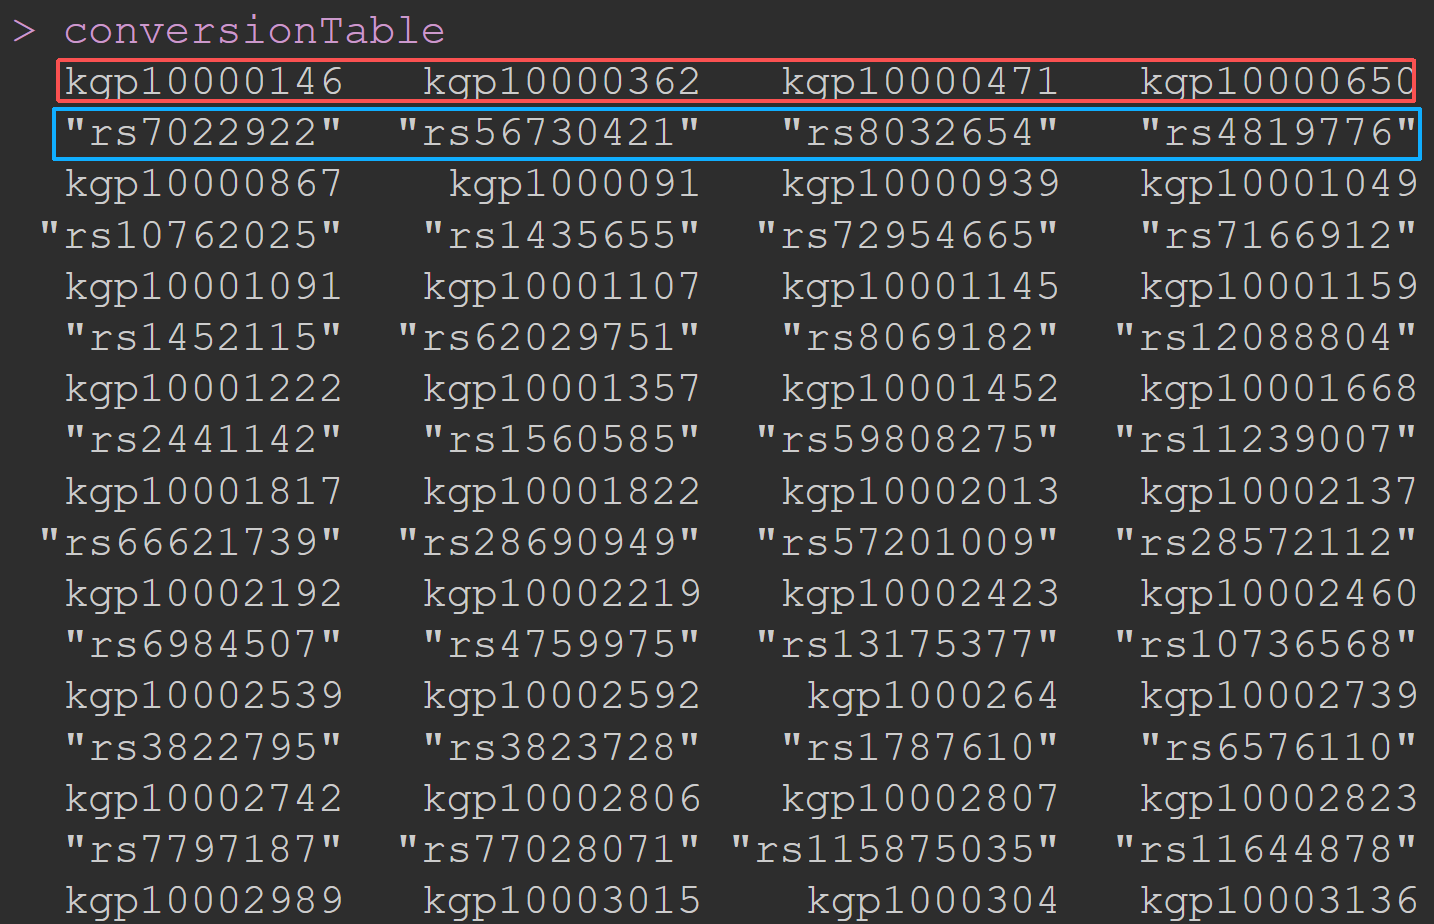 > conversionTable
kgp10000146 kgp10000362 kgp10000471 kgp10000650
"rs7022922" "rs56730421" "rs8032654" "rs4819776"
kgp10000867 kgp1000091 kgp10000939 kgp10001049
"rs10762025" "rs1435655" "rs72954665" "rs7166912"
kgp10001091 kgp10001107 kgp10001145 kgp10001159
"rs1452115" "rs62029751" "rs8069182" "rs12088804"
kgp10001222 kgp10001357 kgp10001452 kgp10001668
"rs2441142" "rs1560585" "rs59808275" "rs11239007"
kgp10001817 kgp10001822 kgp10002013 kgp10002137
"rs66621739" "rs28690949" "rs57201009" "rs28572112"
kgp10002192 kgp10002219 kgp10002423 kgp10002460
"rs6984507" "rs4759975" "rs13175377" "rs10736568"
kgp10002539 kgp10002592 kgp1000264 kgp10002739
"rs3822795" "rs3823728" "rs1787610" "rs6576110"
kgp10002742 kgp10002806 kgp10002807 kgp10002823
"rs7797187" "rs77028071" "rs115875035" "rs11644878"
kgp10002989 kgp10003015 kgp1000304 kgp10003136